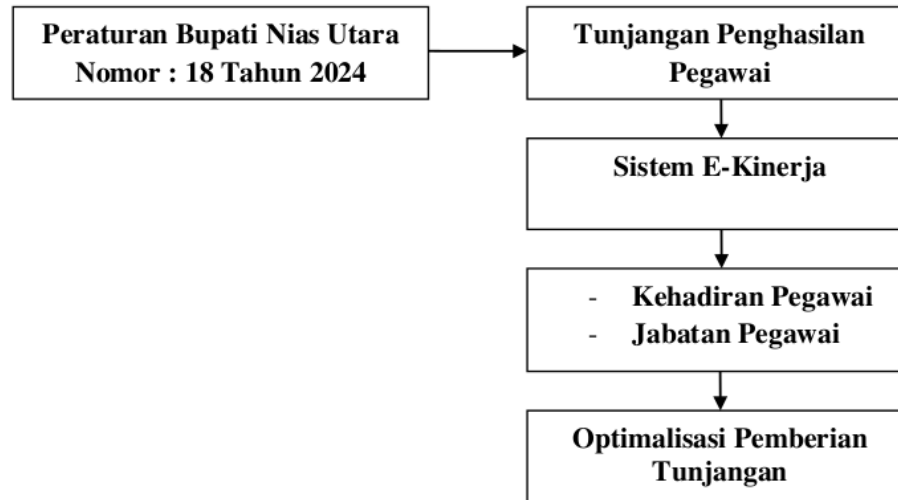 Peraturan Bupati Nias Utara
Nomor : 18 Tahun 2024
Tunjangan Penghasilan
Pegawai
Sistem E-Kinerja
- Kehadiran Pegawai
- Jabatan Pegawai
Optimalisasi Pemberian
Tunjangan